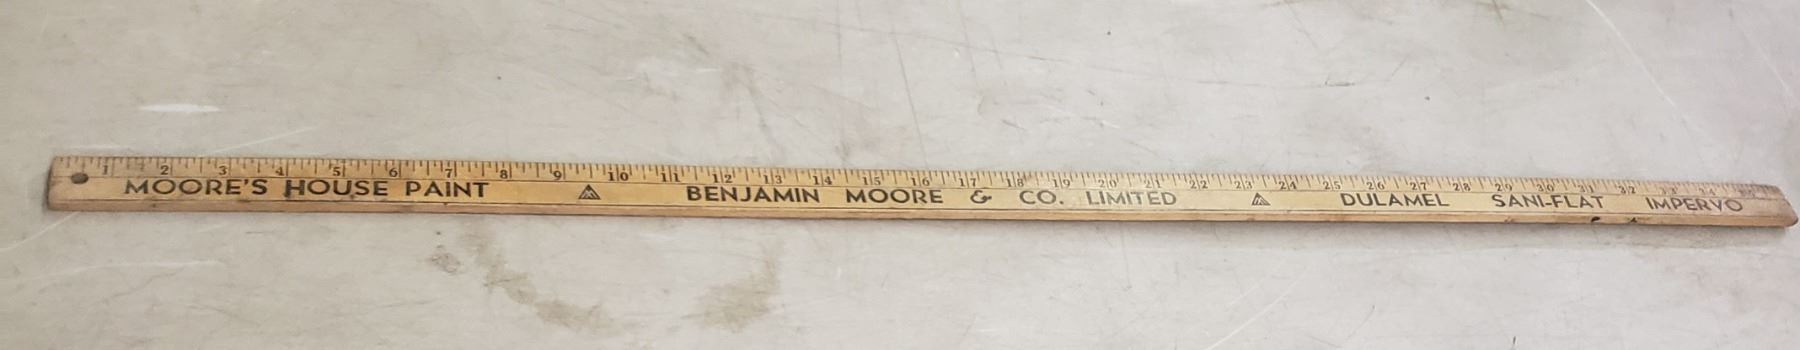 1 2 3 4 5 6 7 8 9 10 11 12 13 14 15 16 17 18 19 20 21 22 23 24 25 26 27 28 29 30 31 32 33 34
MOORE'S HOUSE PAINT BENJAMIN MOORE & CO. LIMITED DULAMEL SANI-FLAT IMPERVO